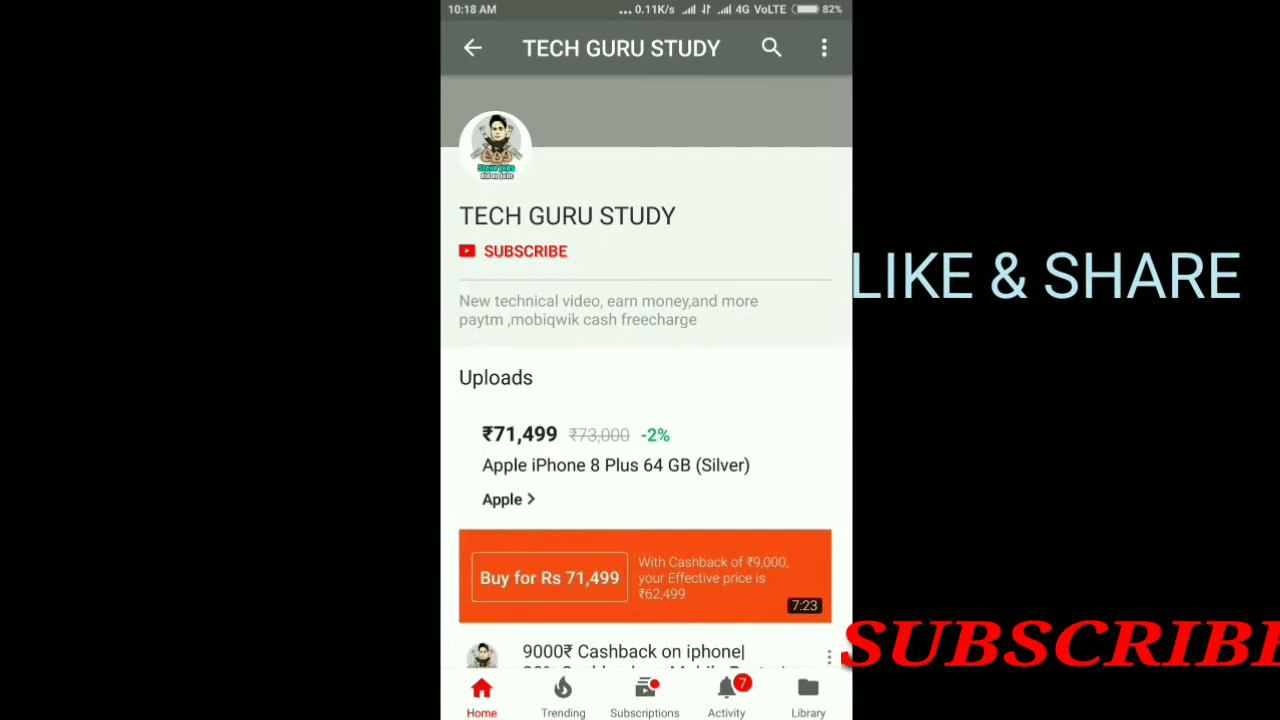 10:18 AM
... 0.11K/s 4G VoLTE 82%
TECH GURU STUDY
TECH GURU STUDY
SUBSCRIBE
New technical video, earn money,and more
paytm ,mobiqwik cash freecharge
Uploads
₹71,499 ₹73,000 -2%
Apple iPhone 8 Plus 64 GB (Silver)
Apple >
Buy for Rs 71,499
With Cashback of ₹9,000,
your Effective price is
₹62,499
7:23
9000₹ Cashback on iphone|
Home
Trending
Subscriptions
7
Activity
Library
LIKE & SHARE
SUBSCRIBE